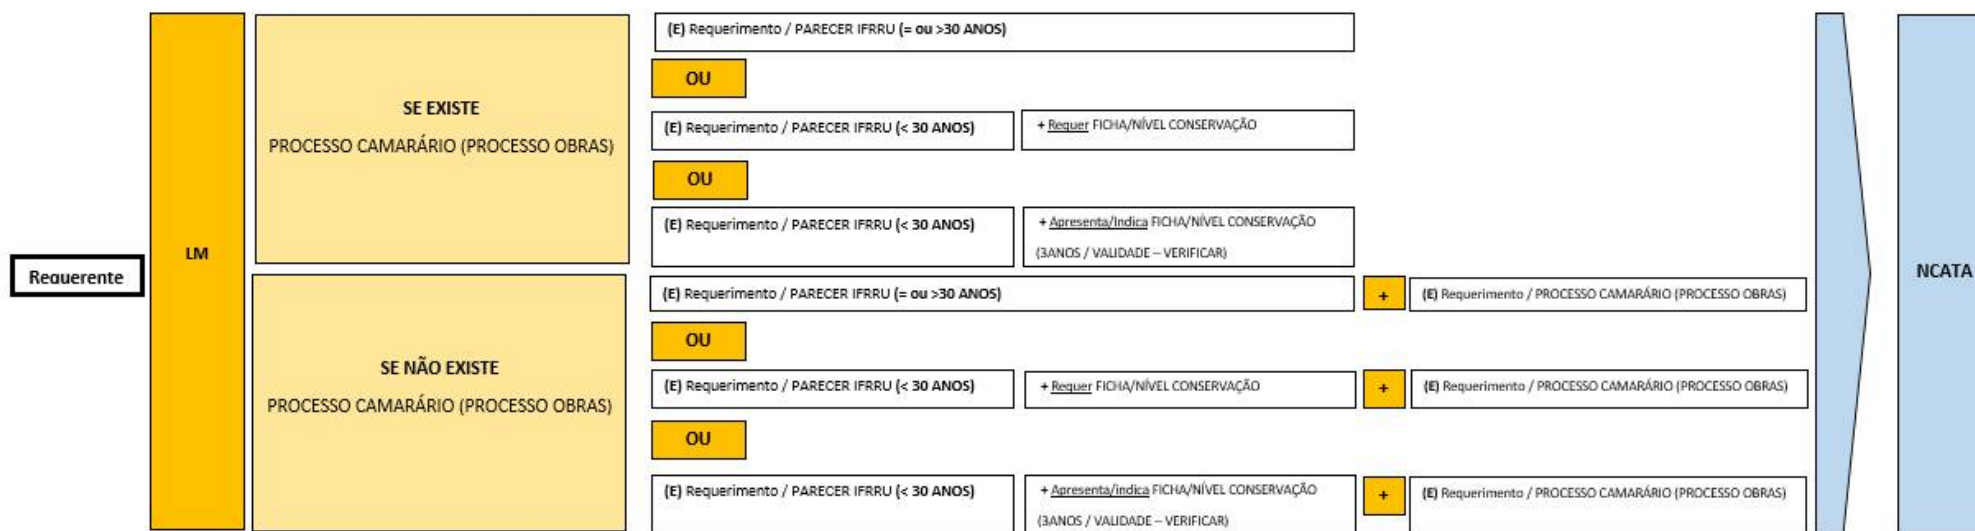 Requerente
LM
SE EXISTE
PROCESSO CAMARÁRIO (PROCESSO OBRAS)
(E) Requerimento / PARECER IFRRU (= ou >30 ANOS)
OU
(E) Requerimento / PARECER IFRRU (< 30 ANOS)
+ Requer FICHA/NÍVEL CONSERVAÇÃO
OU
(E) Requerimento / PARECER IFRRU (< 30 ANOS)
+ Apresenta/Indica FICHA/NÍVEL CONSERVAÇÃO
(3ANOS / VALIDADE – VERIFICAR)
SE NÃO EXISTE
PROCESSO CAMARÁRIO (PROCESSO OBRAS)
(E) Requerimento / PARECER IFRRU (= ou >30 ANOS)
+
(E) Requerimento / PROCESSO CAMARÁRIO (PROCESSO OBRAS)
OU
(E) Requerimento / PARECER IFRRU (< 30 ANOS)
+ Requer FICHA/NÍVEL CONSERVAÇÃO
+
(E) Requerimento / PROCESSO CAMARÁRIO (PROCESSO OBRAS)
OU
(E) Requerimento / PARECER IFRRU (< 30 ANOS)
+ Apresenta/indica FICHA/NÍVEL CONSERVAÇÃO
(3ANOS / VALIDADE – VERIFICAR)
+
(E) Requerimento / PROCESSO CAMARÁRIO (PROCESSO OBRAS)
NCATA